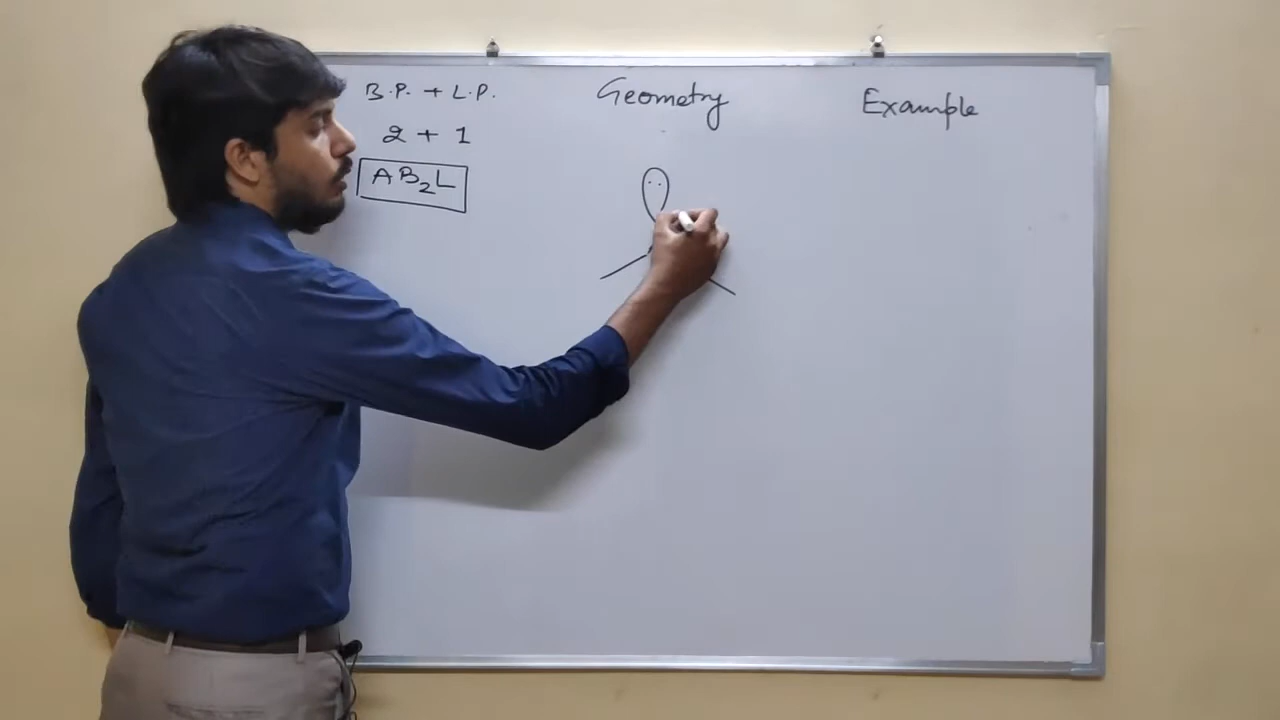 B.P. + L.P. Geometry Example
2 + 1
AB₂L